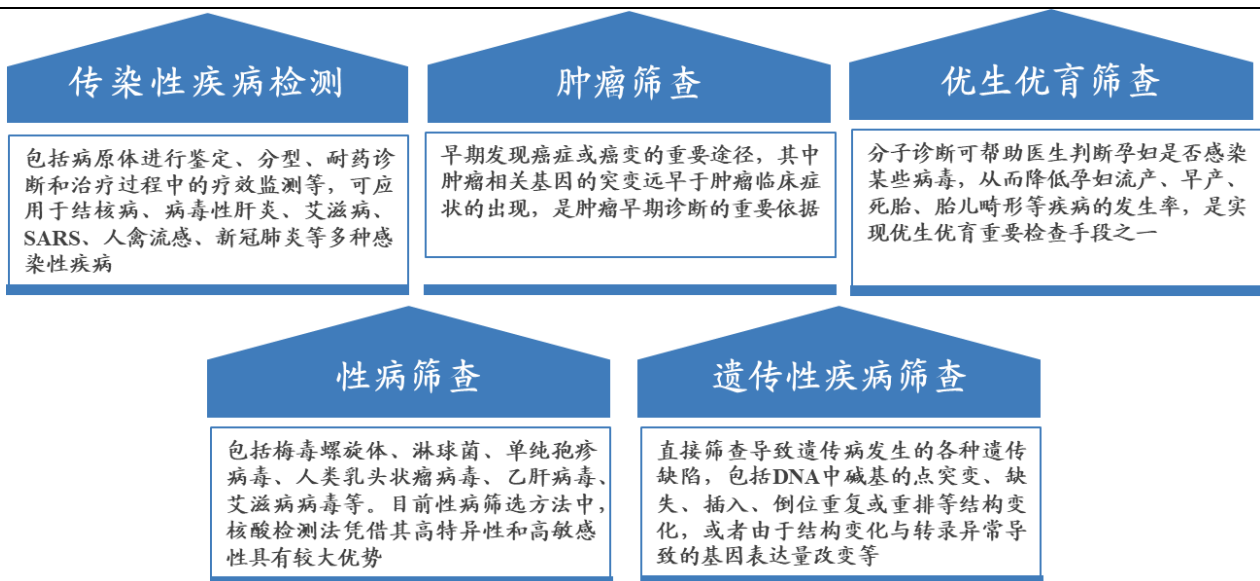 传染性疾病检测
包括病原体进行鉴定、分型、耐药诊
断和治疗过程中的疗效监测等，可应
用于结核病、病毒性肝炎、艾滋病、
SARS、人禽流感、新冠肺炎等多种感
染性疾病
肿瘤筛查
早期发现癌症或癌变的重要途径，其中
肿瘤相关基因的突变远早于肿瘤临床症
状的出现，是肿瘤早期诊断的重要依据
优生优育筛查
分子诊断可帮助医生判断孕妇是否感染
某些病毒，从而降低孕妇流产、早产、
死胎、胎儿畸形等疾病的发生率，是实
现优生优育重要检查手段之一
性病筛查
包括梅毒螺旋体、淋球菌、单纯孢疹
病毒、人类乳头状瘤病毒、乙肝病毒、
艾滋病病毒等。目前性病筛选方法中，
核酸检测法凭借其高特异性和高敏感
性具有较大优势
遗传性疾病筛查
直接筛查导致遗传病发生的各种遗传
缺陷，包括DNA中碱基的点突变、缺
失、插入、倒位重复或重排等结构变
化，或者由于结构变化与转录异常导
致的基因表达量改变等